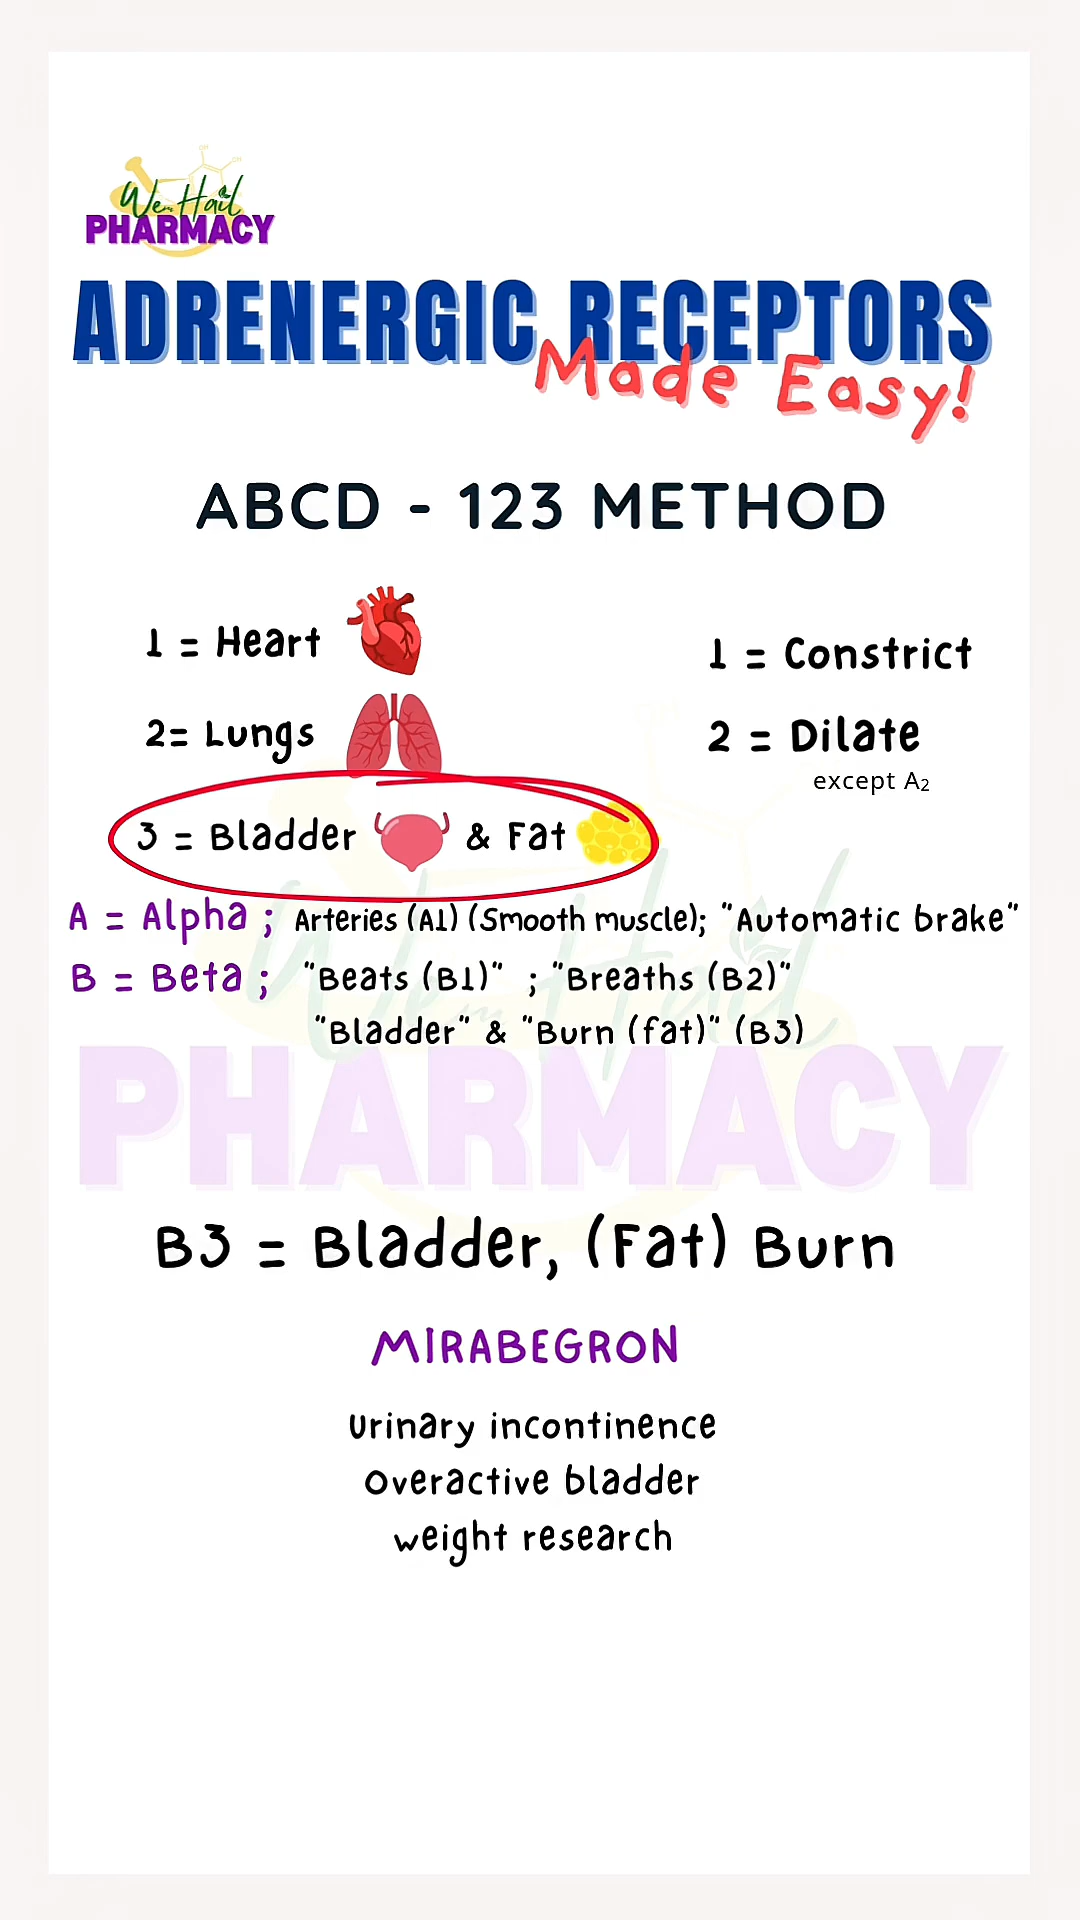 We Hail
PHARMACY
ADRENERGIC RECEPTORS
Made Easy!
ABCD - 123 METHOD
1 = Heart
2= Lungs
3 = Bladder & Fat
1 = Constrict
2 = Dilate
except A₂
A = Alpha ; Arteries (A1) (Smooth muscle); "Automatic brake"
B = Beta ; "Beats (B1)" ; "Breaths (B2)"
"Bladder" & "Burn (fat)" (B3)
PHARMACY
B3 = Bladder, (Fat) Burn
MIRABEGRON
urinary incontinence
overactive bladder
weight research